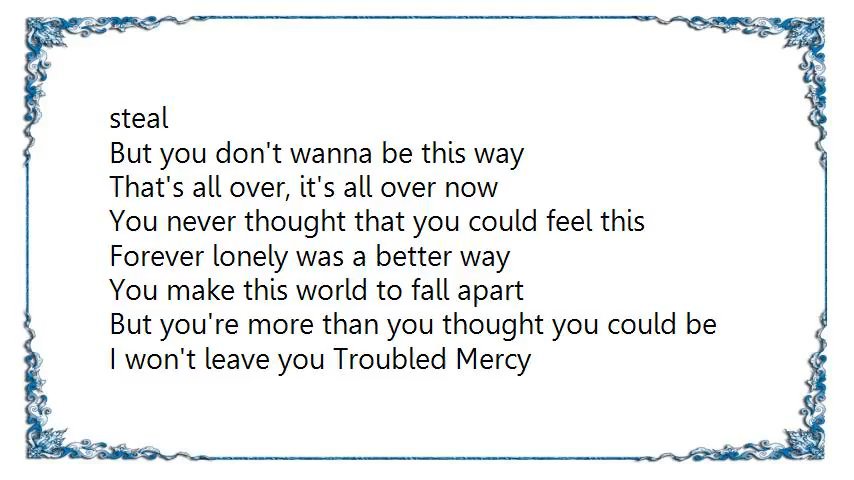 steal
But you don't wanna be this way
That's all over, it's all over now
You never thought that you could feel this
Forever lonely was a better way
You make this world to fall apart
But you're more than you thought you could be
I won't leave you Troubled Mercy